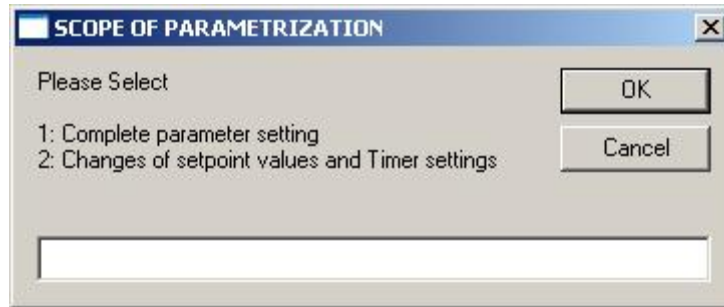 SCOPE OF PARAMETRIZATION
Please Select
OK
1: Complete parameter setting
2: Changes of setpoint values and Timer settings
Cancel